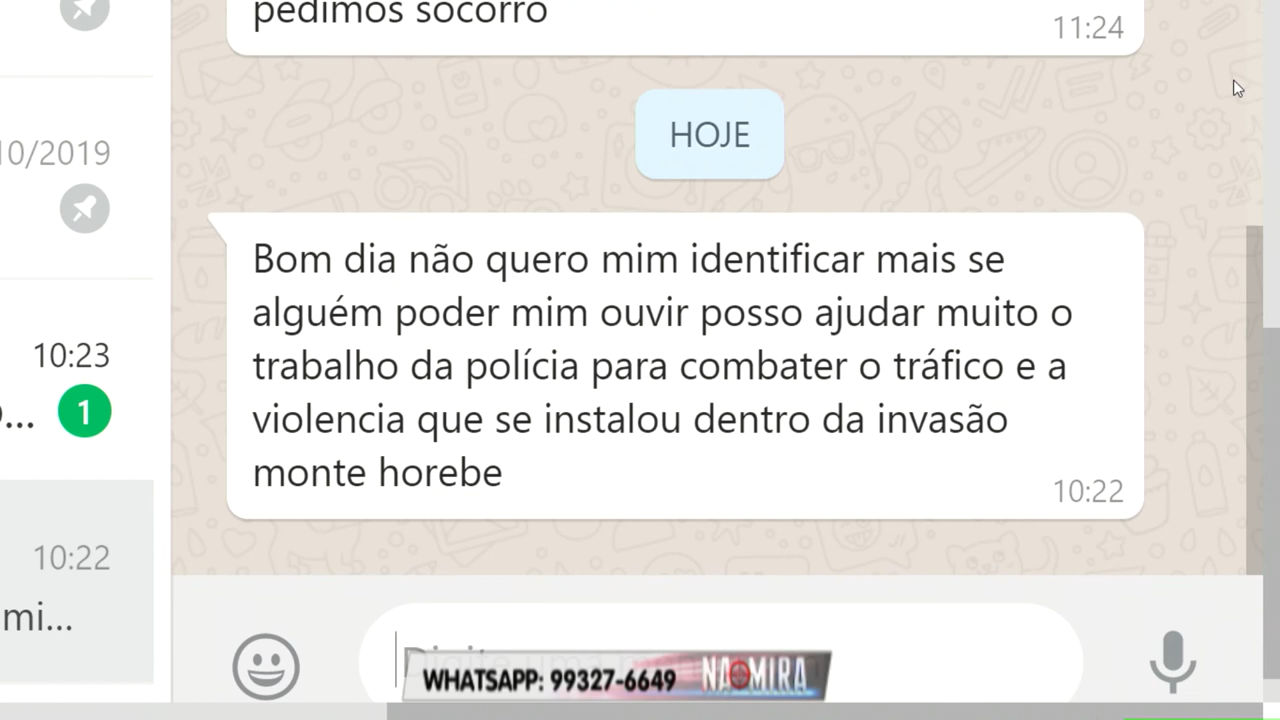 pedimos socorro
11:24
HOJE
10/2019
Bom dia não quero mim identificar mais se
alguém poder mim ouvir posso ajudar muito o
trabalho da polícia para combater o tráfico e a
violencia que se instalou dentro da invasão
monte horebe
10:22
10:23
...
1
10:22
mi...
WHATSAPP: 99327-6649 NA MIRA